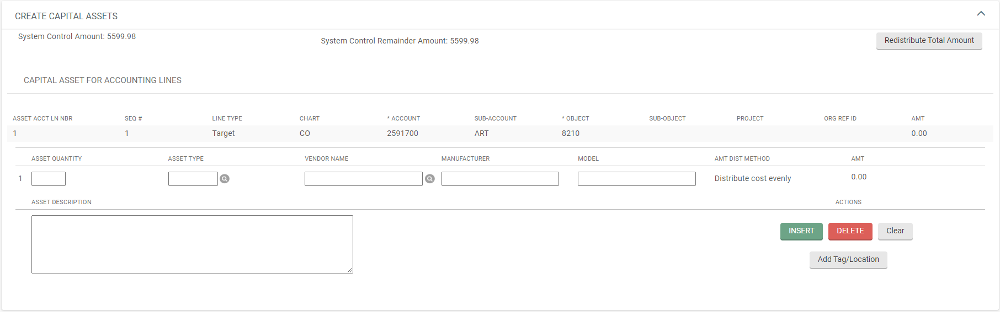 CREATE CAPITAL ASSETS
System Control Amount: 5599.98
System Control Remainder Amount: 5599.98
Redistribute Total Amount
CAPITAL ASSET FOR ACCOUNTING LINES
ASSET ACCT LN NBR SEQ # LINE TYPE CHART * ACCOUNT SUB-ACCOUNT * OBJECT SUB-OBJECT PROJECT ORG REF ID AMT
1 1 Target CO 2591700 ART 8210 0.00
ASSET QUANTITY ASSET TYPE VENDOR NAME MANUFACTURER MODEL AMT DIST METHOD AMT
1 Distribute cost evenly 0.00
ASSET DESCRIPTION ACTIONS
INSERT DELETE Clear
Add Tag/Location